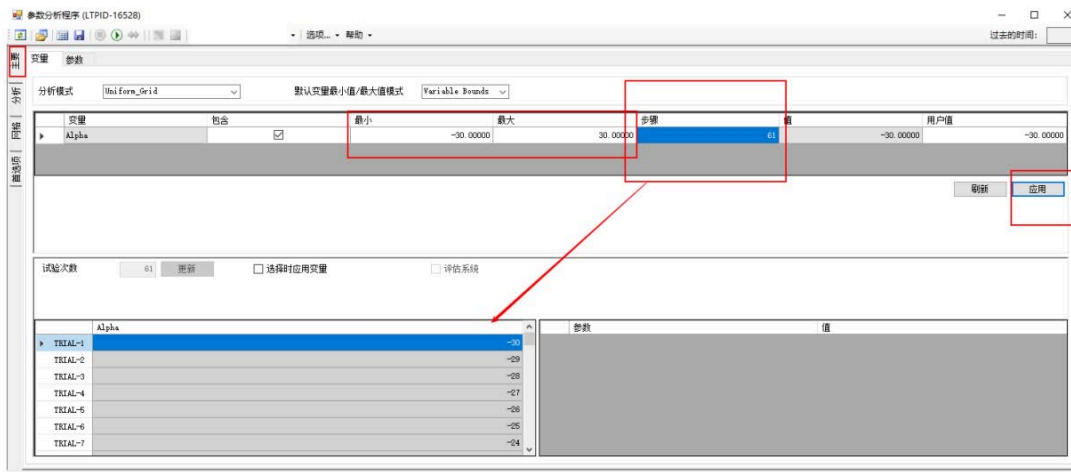 参数分析程序 (LTPID-16528)
选项... 帮助
过去的时间:
主要
分析
网格
首选项
变量 参数
分析模式 Uniform_Grid 默认变量最小值/最大值模式 Variable Bounds
变量 包含 最小 最大 步骤 值 用户值
Alpha -30.00000 30.00000 61 -30.00000 -30.00000
刷新 应用
试验次数 61 更新 选择时应用变量 评估系统
Alpha
TRIAL-1 -30
TRIAL-2 -29
TRIAL-3 -28
TRIAL-4 -27
TRIAL-5 -26
TRIAL-6 -25
TRIAL-7 -24
参数 值